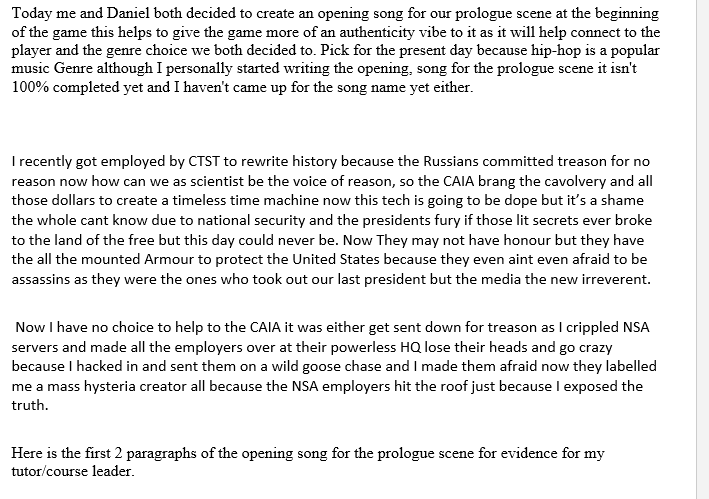 Today me and Daniel both decided to create an opening song for our prologue scene at the beginning
of the game this helps to give the game more of an authenticity vibe to it as it will help connect to the
player and the genre choice we both decided to. Pick for the present day because hip-hop is a popular
music Genre although I personally started writing the opening, song for the prologue scene it isn't
100% completed yet and I haven't came up for the song name yet either.
I recently got employed by CTST to rewrite history because the Russians committed treason for no
reason now how can we as scientist be the voice of reason, so the CAIA brang the cavolvery and all
those dollars to create a timeless time machine now this tech is going to be dope but it's a shame
the whole cant know due to national security and the presidents fury if those lit secrets ever broke
to the land of the free but this day could never be. Now They may not have honour but they have
the all the mounted Armour to protect the United States because they even aint even afraid to be
assassins as they were the ones who took out our last president but the media the new irreverent.
Now I have no choice to help to the CAIA it was either get sent down for treason as I crippled NSA
servers and made all the employers over at their powerless HQ lose their heads and go crazy
because I hacked in and sent them on a wild goose chase and I made them afraid now they labelled
me a mass hysteria creator all because the NSA employers hit the roof just because I exposed the
truth.
Here is the first 2 paragraphs of the opening song for the prologue scene for evidence for my
tutor/course leader.